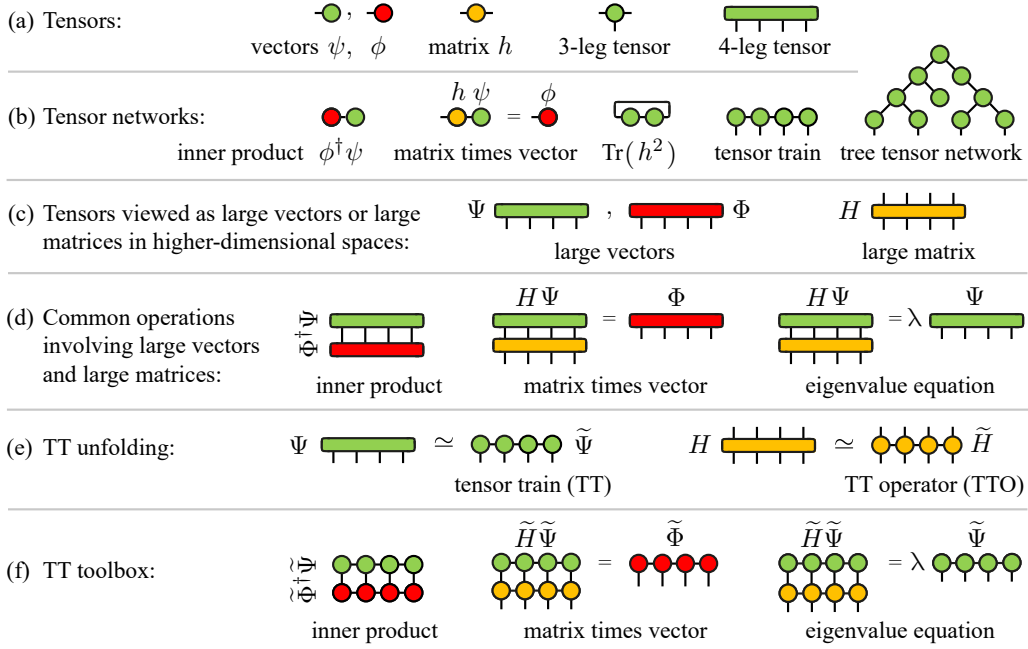 (a) Tensors:
,
vectors ψ, ϕ
matrix h
3-leg tensor
4-leg tensor
(b) Tensor networks:
h ψ
=
ϕ
inner product ϕ†ψ
matrix times vector
Tr(h²)
tensor train
tree tensor network
(c) Tensors viewed as large vectors or large
matrices in higher-dimensional spaces:
Ψ
,
Φ
H
large vectors
large matrix
(d) Common operations
involving large vectors
and large matrices:
Φ†Ψ
HΨ
=
Φ
HΨ
= λ
Ψ
inner product
matrix times vector
eigenvalue equation
(e) TT unfolding:
Ψ
≃
Ψ̃
H
≃
H̃
tensor train (TT)
TT operator (TTO)
(f) TT toolbox:
Φ̃†Ψ̃
H̃Ψ̃
=
Φ̃
H̃Ψ̃
= λ
Ψ̃
inner product
matrix times vector
eigenvalue equation